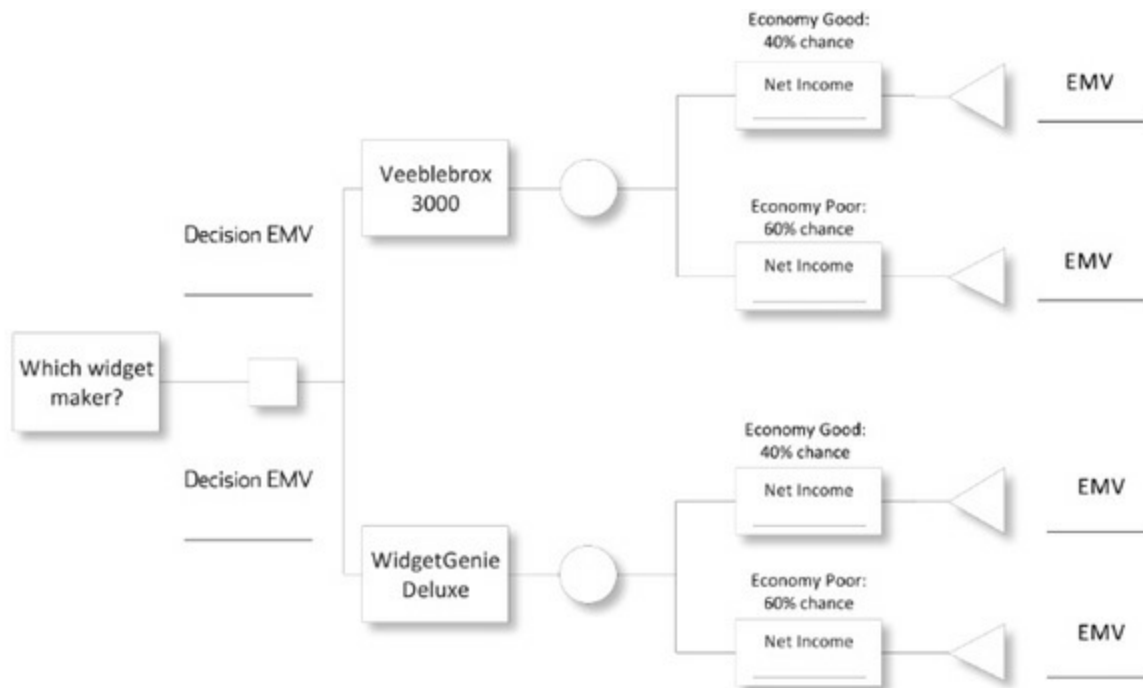 Economy Good:
40% chance
Net Income
EMV
Veeblebrox
3000
Economy Poor:
60% chance
Net Income
EMV
Decision EMV
Which widget
maker?
Decision EMV
Economy Good:
40% chance
Net Income
EMV
WidgetGenie
Deluxe
Economy Poor:
60% chance
Net Income
EMV